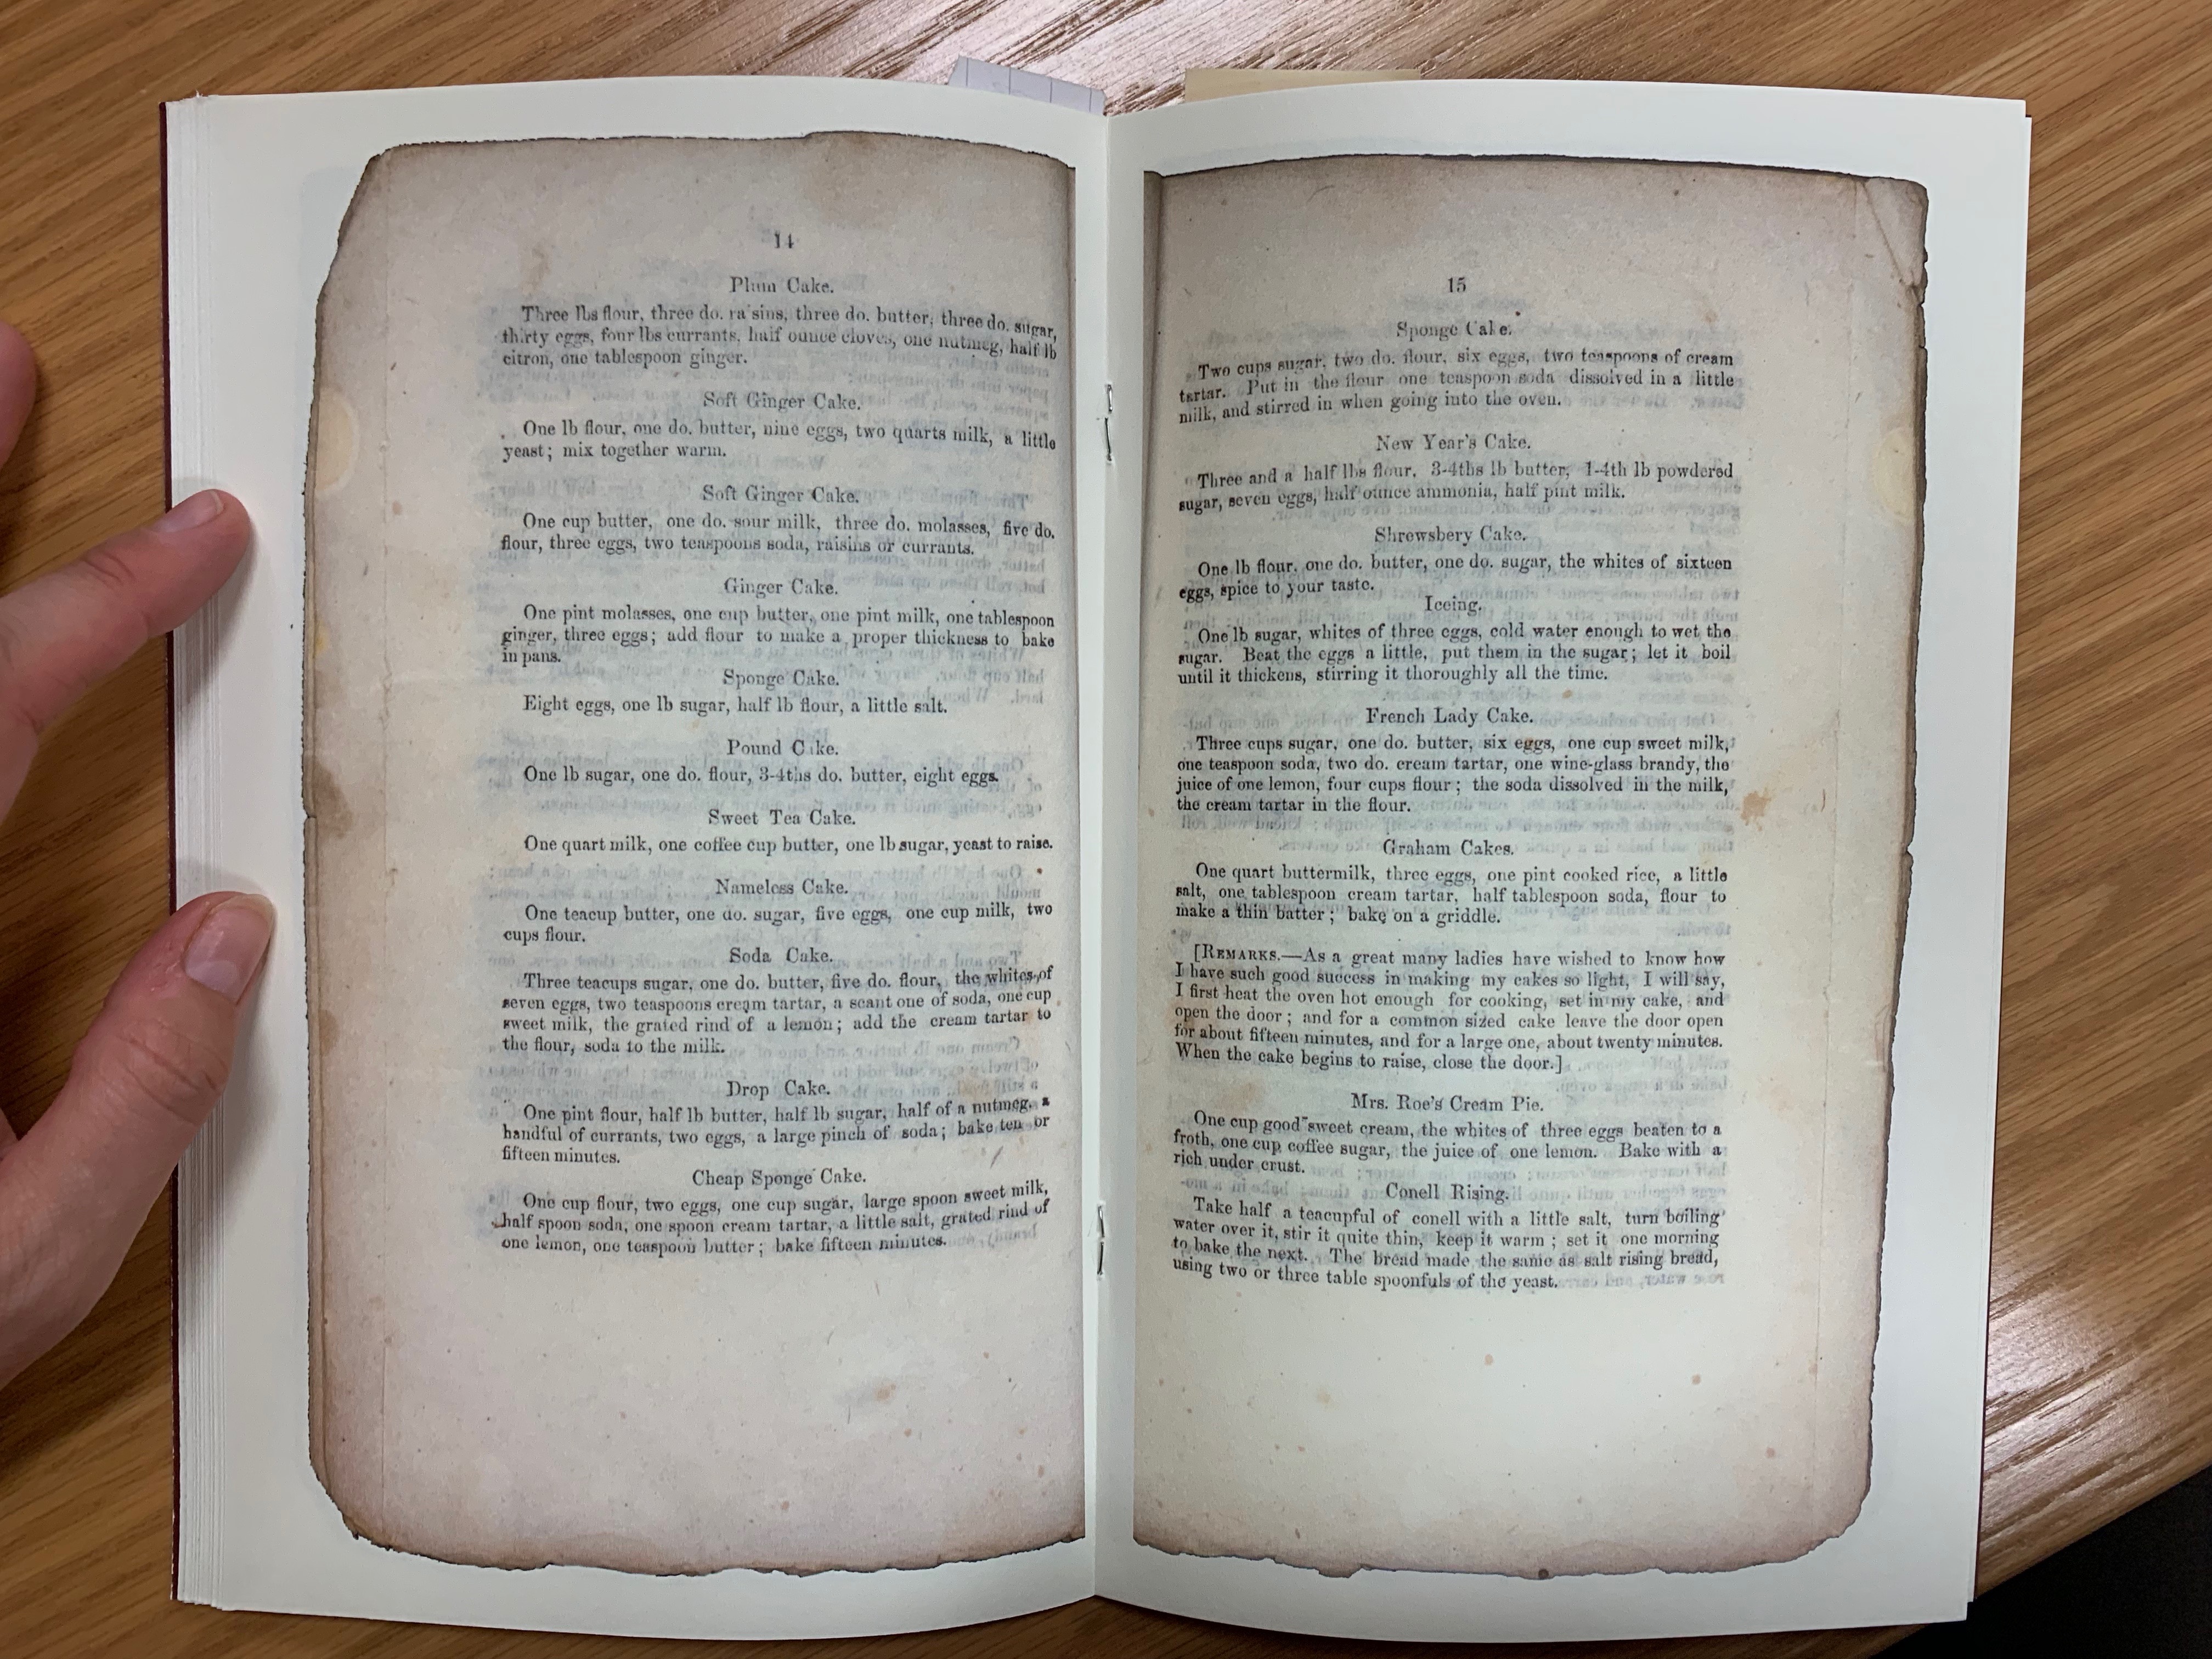 14
Plum Cake.
Three lbs flour, three do. raisins, three do. butter, three do. sugar,
thirty eggs, four lbs currants, half ounce cloves, one nutmeg, half lb
citron, one tablespoon ginger.
Soft Ginger Cake.
One lb flour, one do. butter, nine eggs, two quarts milk, a little
yeast; mix together warm.
Soft Ginger Cake.
One cup butter, one do. sour milk, three do. molasses, five do.
flour, three eggs, two teaspoons soda, raisins or currants.
Ginger Cake.
One pint molasses, one cup butter, one pint milk, one tablespoon
ginger, three eggs; add flour to make a proper thickness to bake
in pans.
Sponge Cake.
Eight eggs, one lb sugar, half lb flour, a little salt.
Pound Cake.
One lb sugar, one do. flour, 3-4ths do. butter, eight eggs.
Sweet Tea Cake.
One quart milk, one coffee cup butter, one lb sugar, yeast to raise.
Nameless Cake.
One teacup butter, one do. sugar, five eggs, one cup milk, two
cups flour.
Soda Cake.
Three teacups sugar, one do. butter, five do. flour, the whites of
seven eggs, two teaspoons cream tartar, a scant one of soda, one cup
sweet milk, the grated rind of a lemon; add the cream tartar to
the flour, soda to the milk.
Drop Cake.
One pint flour, half lb butter, half lb sugar, half of a nutmeg, a
handful of currants, two eggs, a large pinch of soda; bake ten or
fifteen minutes.
Cheap Sponge Cake.
One cup flour, two eggs, one cup sugar, large spoon sweet milk,
half spoon soda, one spoon cream tartar, a little salt, grated rind of
one lemon, one teaspoon butter; bake fifteen minutes.
15
Sponge Cake.
Two cups sugar, two do. flour, six eggs, two teaspoons of cream
tartar. Put in the flour one teaspoon soda dissolved in a little
milk, and stirred in when going into the oven.
New Year's Cake.
Three and a half lbs flour, 3-4ths lb butter, 1-4th lb powdered
sugar, seven eggs, half ounce ammonia, half pint milk.
Shrewsbery Cake.
One lb flour, one do. butter, one do. sugar, the whites of sixteen
eggs, spice to your taste.
Iceing.
One lb sugar, whites of three eggs, cold water enough to wet the
sugar. Beat the eggs a little, put them in the sugar; let it boil
until it thickens, stirring it thoroughly all the time.
French Lady Cake.
Three cups sugar, one do. butter, six eggs, one cup sweet milk,
one teaspoon soda, two do. cream tartar, one wine-glass brandy, the
juice of one lemon, four cups flour; the soda dissolved in the milk,
the cream tartar in the flour.
Graham Cakes.
One quart buttermilk, three eggs, one pint cooked rice, a little
salt, one tablespoon cream tartar, half tablespoon soda, flour to
make a thin batter; bake on a griddle.
[REMARKS.—As a great many ladies have wished to know how
I have such good success in making my cakes so light, I will say,
I first heat the oven hot enough for cooking, set in my cake, and
open the door; and for a common sized cake leave the door open
for about fifteen minutes, and for a large one, about twenty minutes.
When the cake begins to raise, close the door.]
Mrs. Roe's Cream Pie.
One cup good sweet cream, the whites of three eggs beaten to a
froth, one cup coffee sugar, the juice of one lemon. Bake with a
rich under crust.
Conell Rising.
Take half a teacupful of conell with a little salt, turn boiling
water over it, stir it quite thin, keep it warm; set it one morning
to bake the next. The bread made the same as salt rising bread,
using two or three table spoonfuls of the yeast.